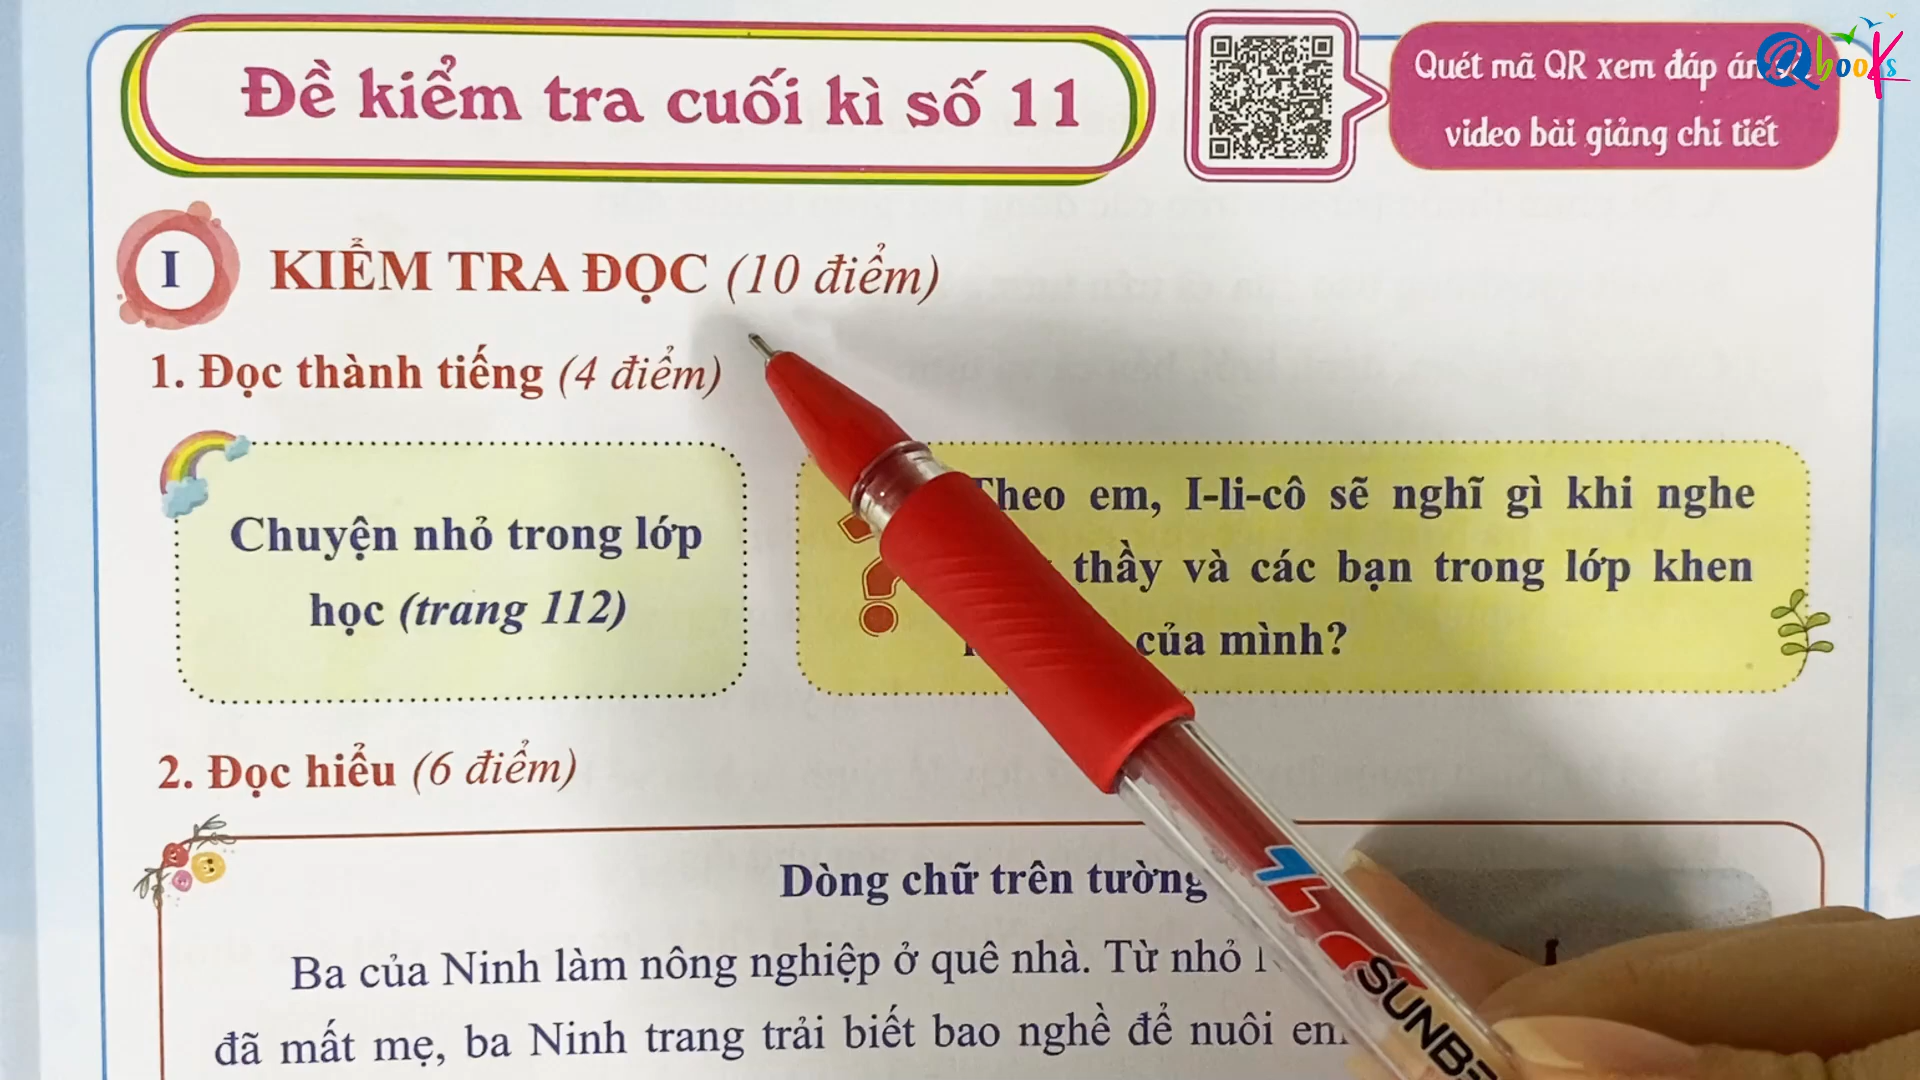 Đề kiểm tra cuối kì số 11
Quét mã QR xem đáp án
video bài giảng chi tiết
Qbooks
I
KIỂM TRA ĐỌC (10 điểm)
1. Đọc thành tiếng (4 điểm)
Chuyện nhỏ trong lớp
học (trang 112)
Theo em, I-li-cô sẽ nghĩ gì khi nghe
thầy và các bạn trong lớp khen
của mình?
2. Đọc hiểu (6 điểm)
Dòng chữ trên tường
Ba của Ninh làm nông nghiệp ở quê nhà. Từ nhỏ
đã mất mẹ, ba Ninh trang trải biết bao nghề để nuôi em